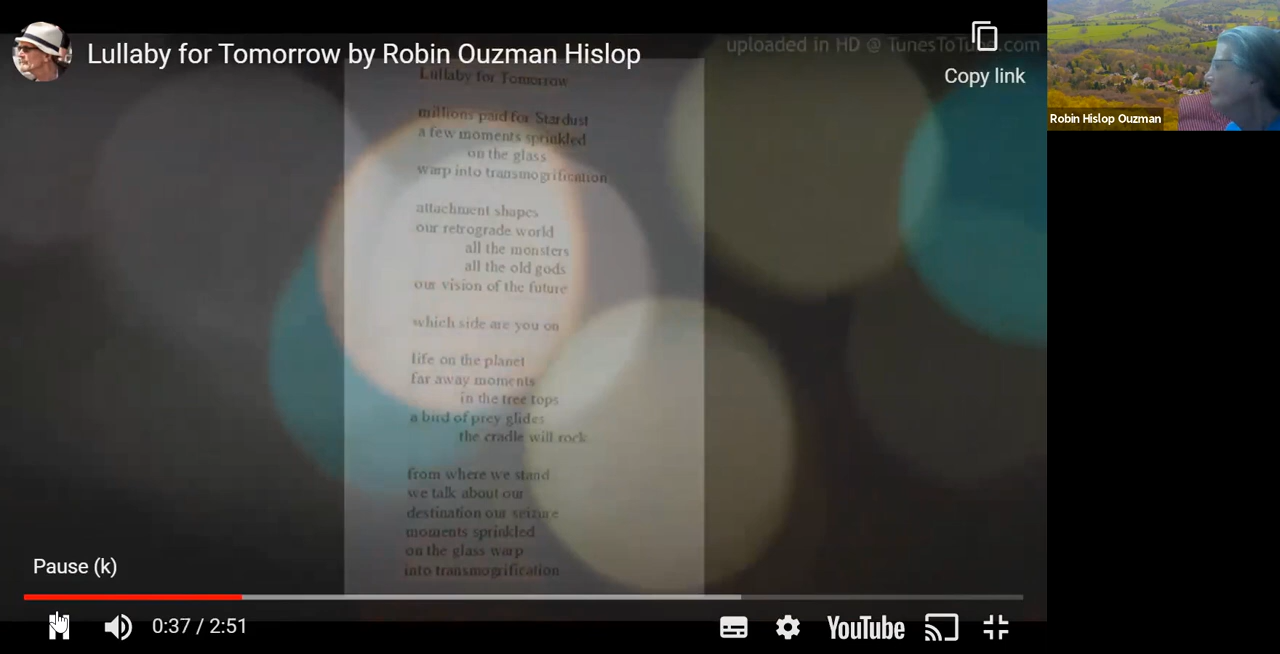 Lullaby for Tomorrow by Robin Ouzman Hislop
uploaded in HD @ TunesToTube.com
Copy link
Robin Hislop Ouzman
Lullaby for Tomorrow
millions paid for Stardust
a few moments sprinkled
on the glass
warp into transmogrification
attachment shapes
our retrograde world
all the monsters
all the old gods
our vision of the future
which side are you on
life on the planet
far away moments
in the tree tops
a bird of prey glides
the cradle will rock
from where we stand
we talk about our
destination our seizure
moments sprinkled
on the glass warp
into transmogrification
Pause (k)
0:37 / 2:51
YouTube